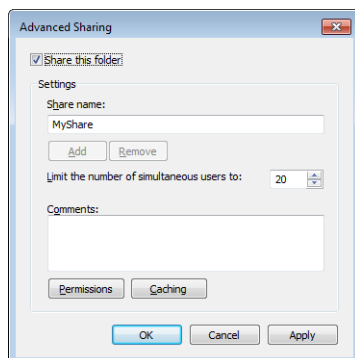 Advanced Sharing
Share this folder
Settings
Share name:
MyShare
Add Remove
Limit the number of simultaneous users to: 20
Comments:
Permissions Caching
OK Cancel Apply